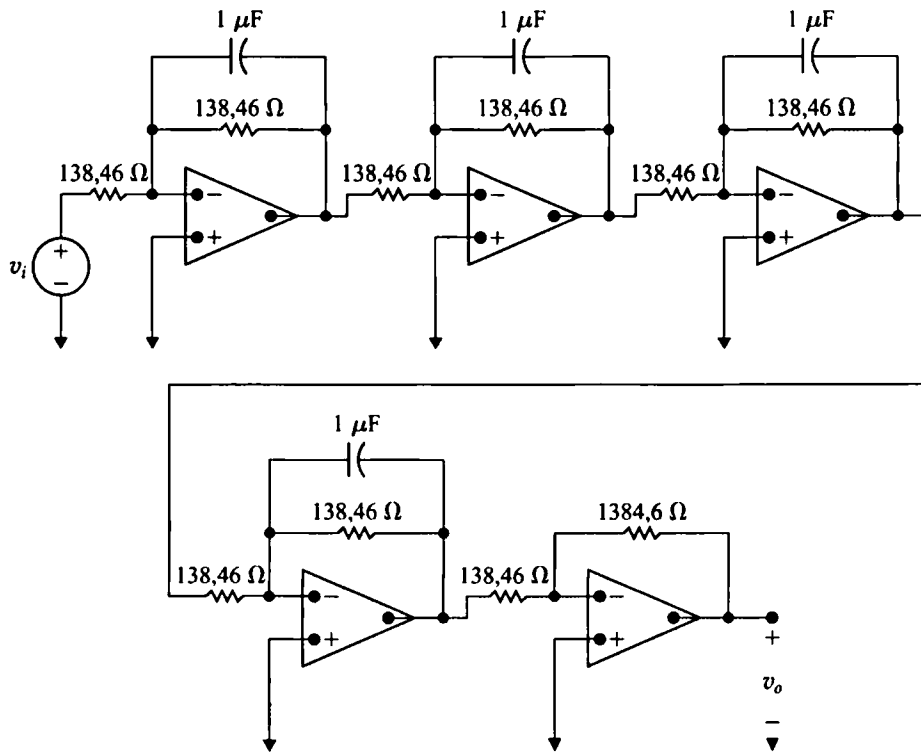 1 μF 1 μF 1 μF
138,46 Ω 138,46 Ω 138,46 Ω
138,46 Ω 138,46 Ω 138,46 Ω
− − −
+ + +
+
v_i
−
1 μF
138,46 Ω 1384,6 Ω
138,46 Ω 138,46 Ω
− −
+ +
+
v_o
−